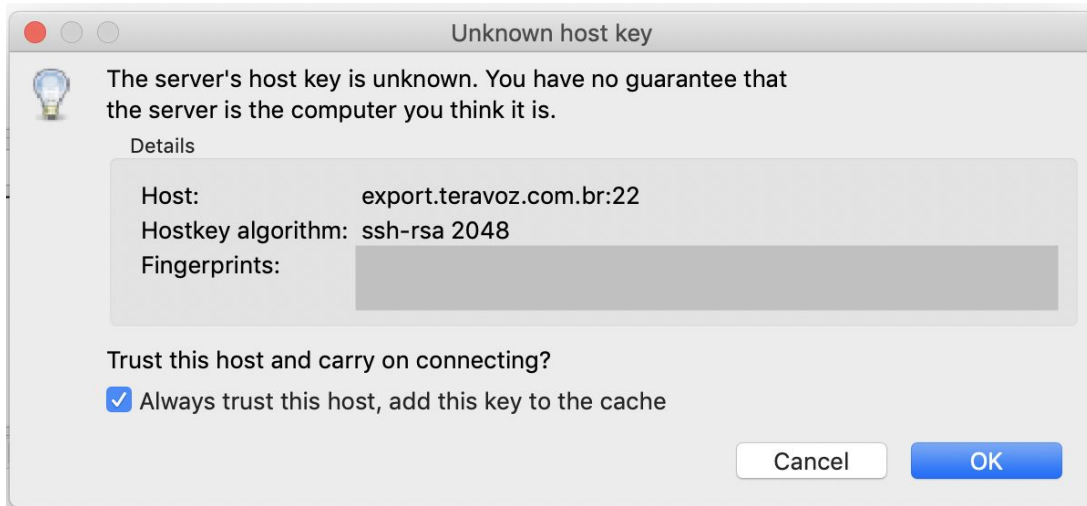 Unknown host key
The server's host key is unknown. You have no guarantee that
the server is the computer you think it is.
Details
Host: export.teravoz.com.br:22
Hostkey algorithm: ssh-rsa 2048
Fingerprints:
Trust this host and carry on connecting?
Always trust this host, add this key to the cache
Cancel OK